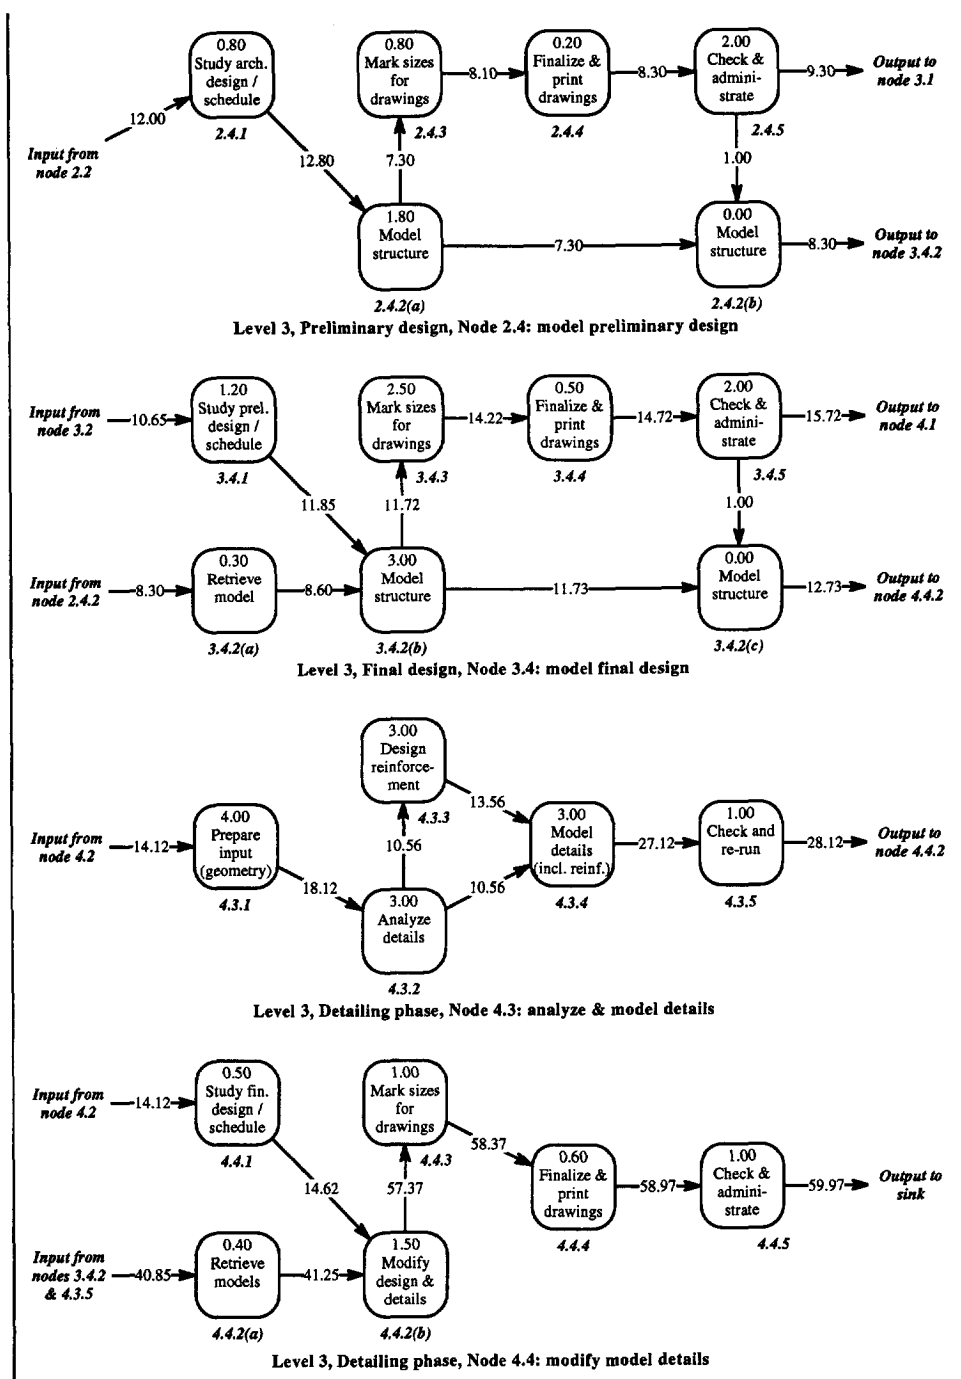 0.80
Study arch.
design /
schedule
2.4.1
0.80
Mark sizes
for
drawings
2.4.3
0.20
Finalize &
print
drawings
2.4.4
2.00
Check &
admini-
strate
2.4.5
Input from
node 2.2
12.00
12.80
7.30
8.10
8.30
9.30
Output to
node 3.1
1.00
1.80
Model
structure
2.4.2(a)
7.30
0.00
Model
structure
2.4.2(b)
8.30
Output to
node 3.4.2
Level 3, Preliminary design, Node 2.4: model preliminary design
Input from
node 3.2
10.65
1.20
Study prel.
design /
schedule
3.4.1
2.50
Mark sizes
for
drawings
3.4.3
14.22
0.50
Finalize &
print
drawings
3.4.4
14.72
2.00
Check &
admini-
strate
3.4.5
15.72
Output to
node 4.1
11.85
11.72
1.00
Input from
node 2.4.2
8.30
0.30
Retrieve
model
3.4.2(a)
8.60
3.00
Model
structure
3.4.2(b)
11.73
0.00
Model
structure
3.4.2(c)
12.73
Output to
node 4.4.2
Level 3, Final design, Node 3.4: model final design
3.00
Design
reinforce-
ment
4.3.3
Input from
node 4.2
14.12
4.00
Prepare
input
(geometry)
4.3.1
18.12
10.56
13.56
10.56
3.00
Analyze
details
4.3.2
3.00
Model
details
(incl. reinf.)
4.3.4
27.12
1.00
Check and
re-run
4.3.5
28.12
Output to
node 4.4.2
Level 3, Detailing phase, Node 4.3: analyze & model details
Input from
node 4.2
14.12
0.50
Study fin.
design /
schedule
4.4.1
1.00
Mark sizes
for
drawings
4.4.3
58.37
14.62
57.37
0.60
Finalize &
print
drawings
4.4.4
58.97
1.00
Check &
admini-
strate
4.4.5
59.97
Output to
sink
Input from
nodes 3.4.2
& 4.3.5
40.85
0.40
Retrieve
models
4.4.2(a)
41.25
1.50
Modify
design &
details
4.4.2(b)
Level 3, Detailing phase, Node 4.4: modify model details